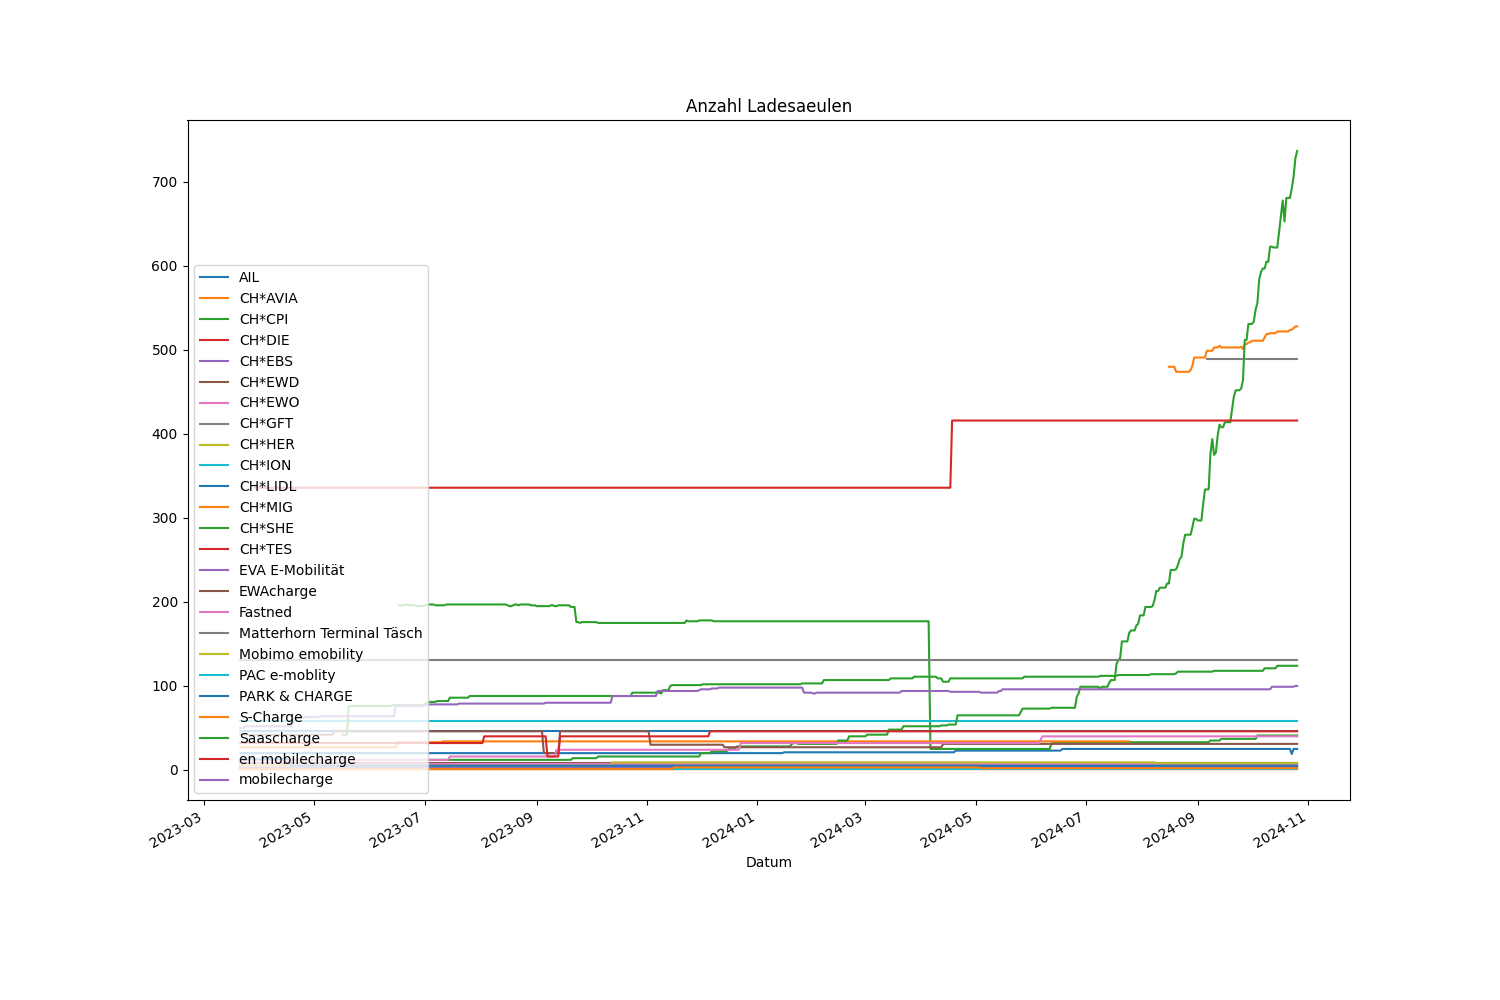 Anzahl Ladesaeulen
700
600
500
400
300
200
100
0
AIL
CH*AVIA
CH*CPI
CH*DIE
CH*EBS
CH*EWD
CH*EWO
CH*GFT
CH*HER
CH*ION
CH*LIDL
CH*MIG
CH*SHE
CH*TES
EVA E-Mobilität
EWAcharge
Fastned
Matterhorn Terminal Täsch
Mobimo emobility
PAC e-moblity
PARK & CHARGE
S-Charge
Saascharge
en mobilecharge
mobilecharge
2023-03
2023-05
2023-07
2023-09
2023-11
2024-01
2024-03
2024-05
2024-07
2024-09
2024-11
Datum